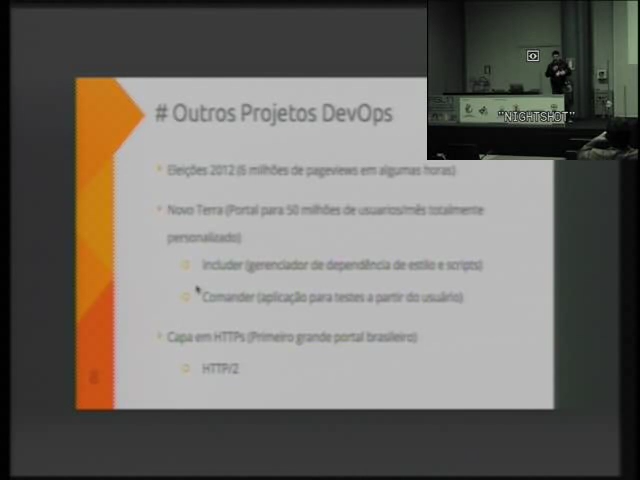 # Outros Projetos DevOps
Eleições 2012 (6 milhões de pageviews em algumas horas)
Novo Terra (Portal para 50 milhões de usuarios/mês totalmente
personalizado)
Includer (gerenciador de dependência de estilo e scripts)
Comander (aplicação para testes a partir do usuário)
Capa em HTTPs (Primeiro grande portal brasileiro)
HTTP/2
8
"NIGHTSHOT"